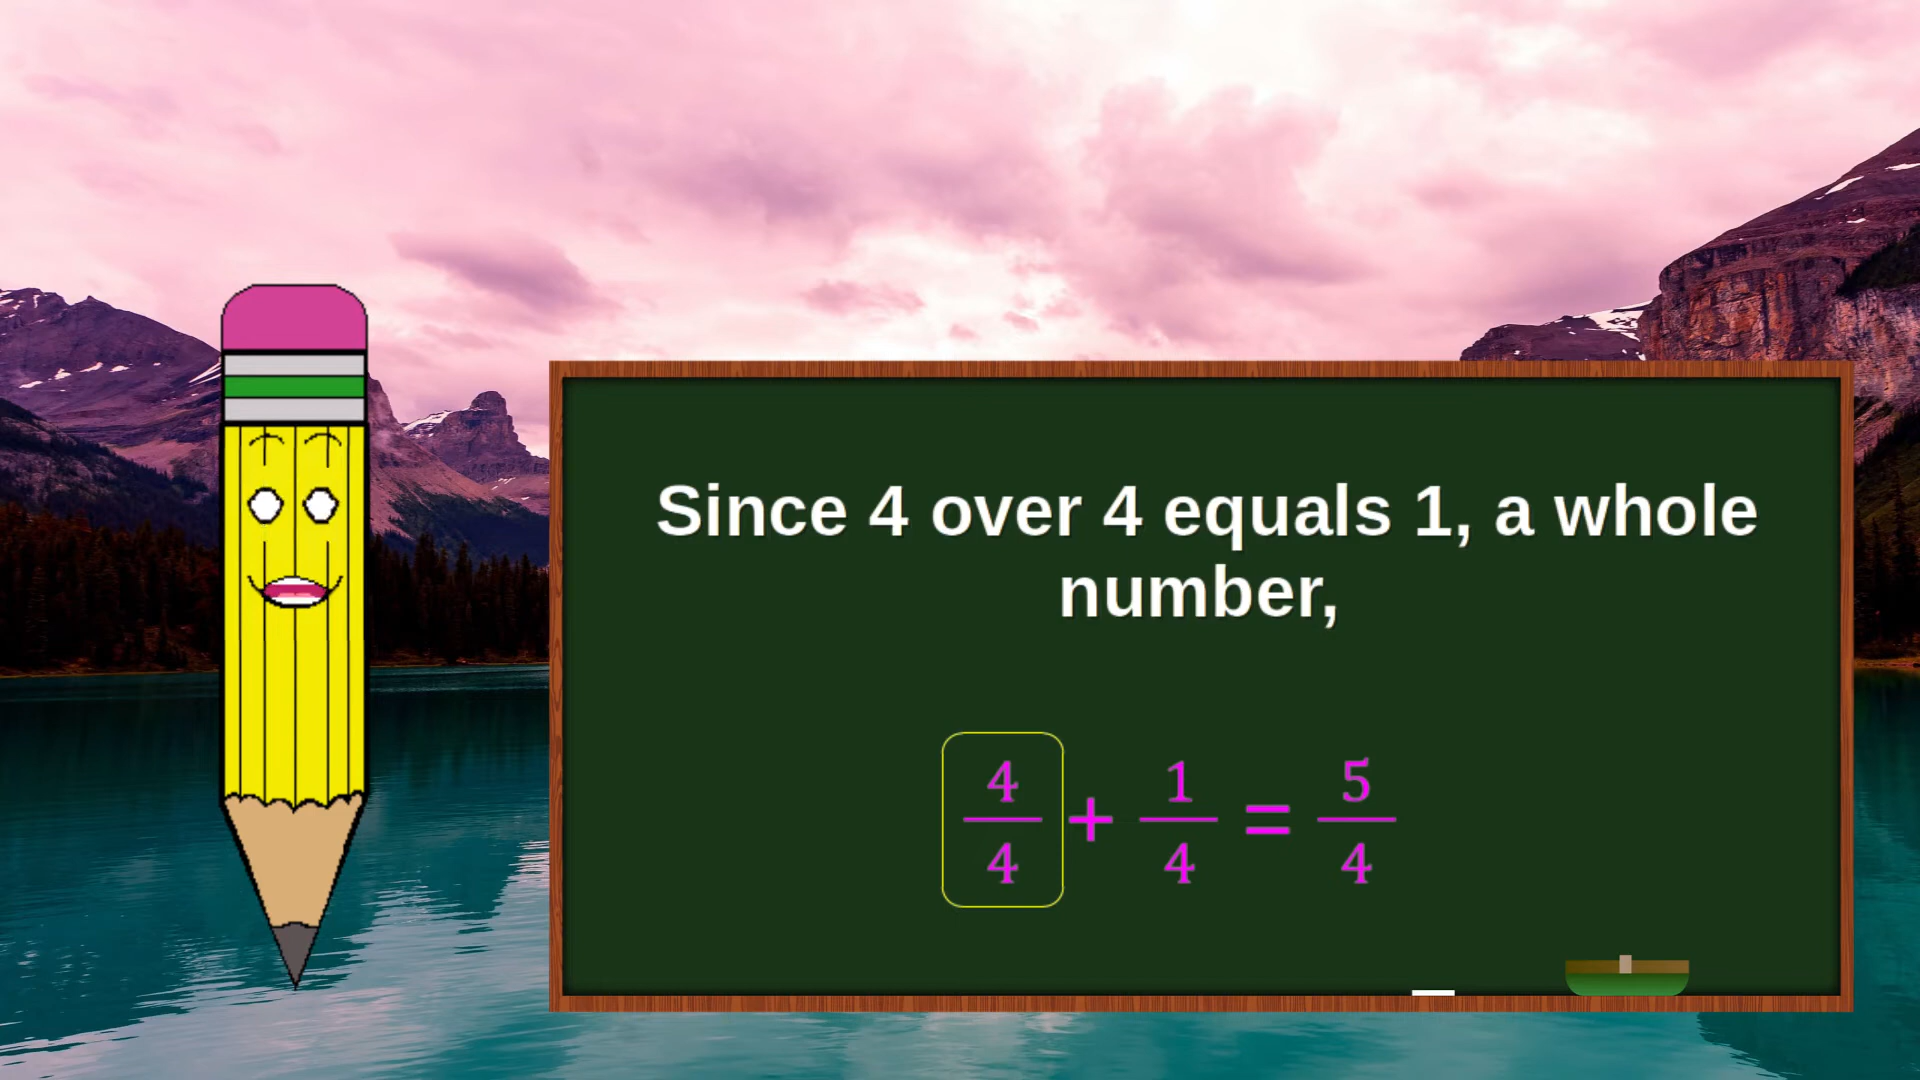 Since 4 over 4 equals 1, a whole
number,
4/4 + 1/4 = 5/4